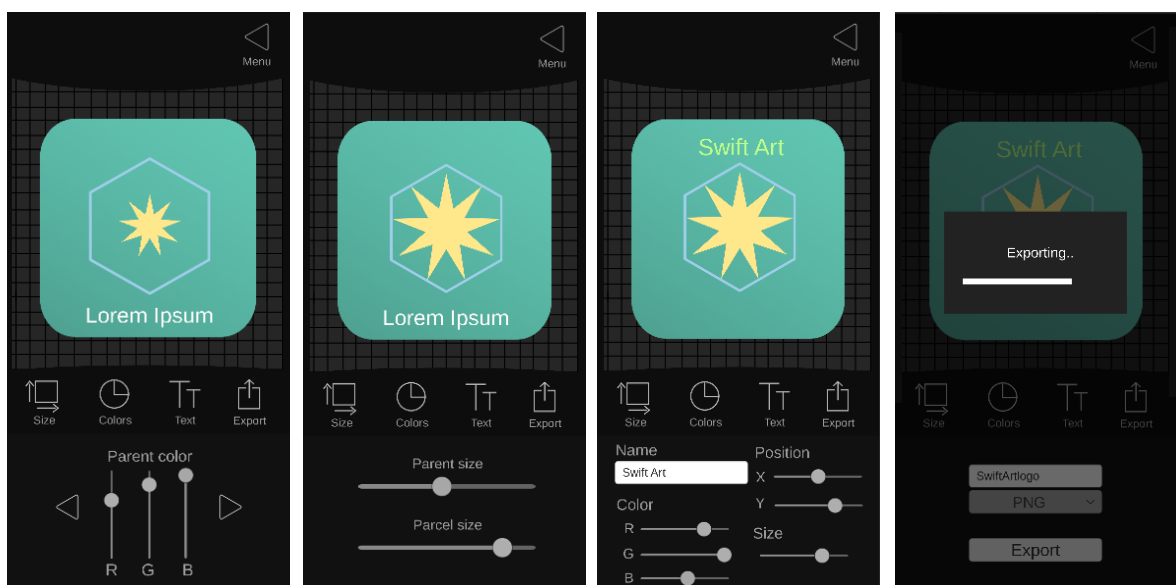 Menu
Lorem Ipsum
Size Colors Text Export
Parent color
R G B
Menu
Lorem Ipsum
Size Colors Text Export
Parent size
Parcel size
Menu
Swift Art
Size Colors Text Export
Name
Swift Art
Color
R
G
B
Position
X
Y
Size
Menu
Swift Art
Exporting..
Size Colors Text Export
SwiftArtlogo
PNG
Export